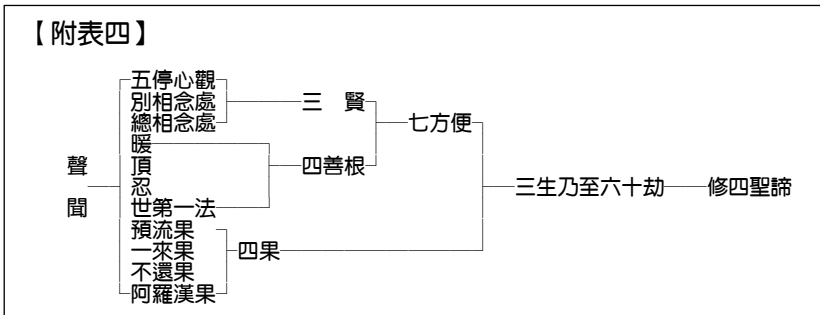 【附表四】
五停心觀
別相念處 三 賢
總相念處 七方便
暖
聲 頂 四善根
忍 三生乃至六十劫 修四聖諦
聞 世第一法
預流果
一來果 四果
不還果
阿羅漢果